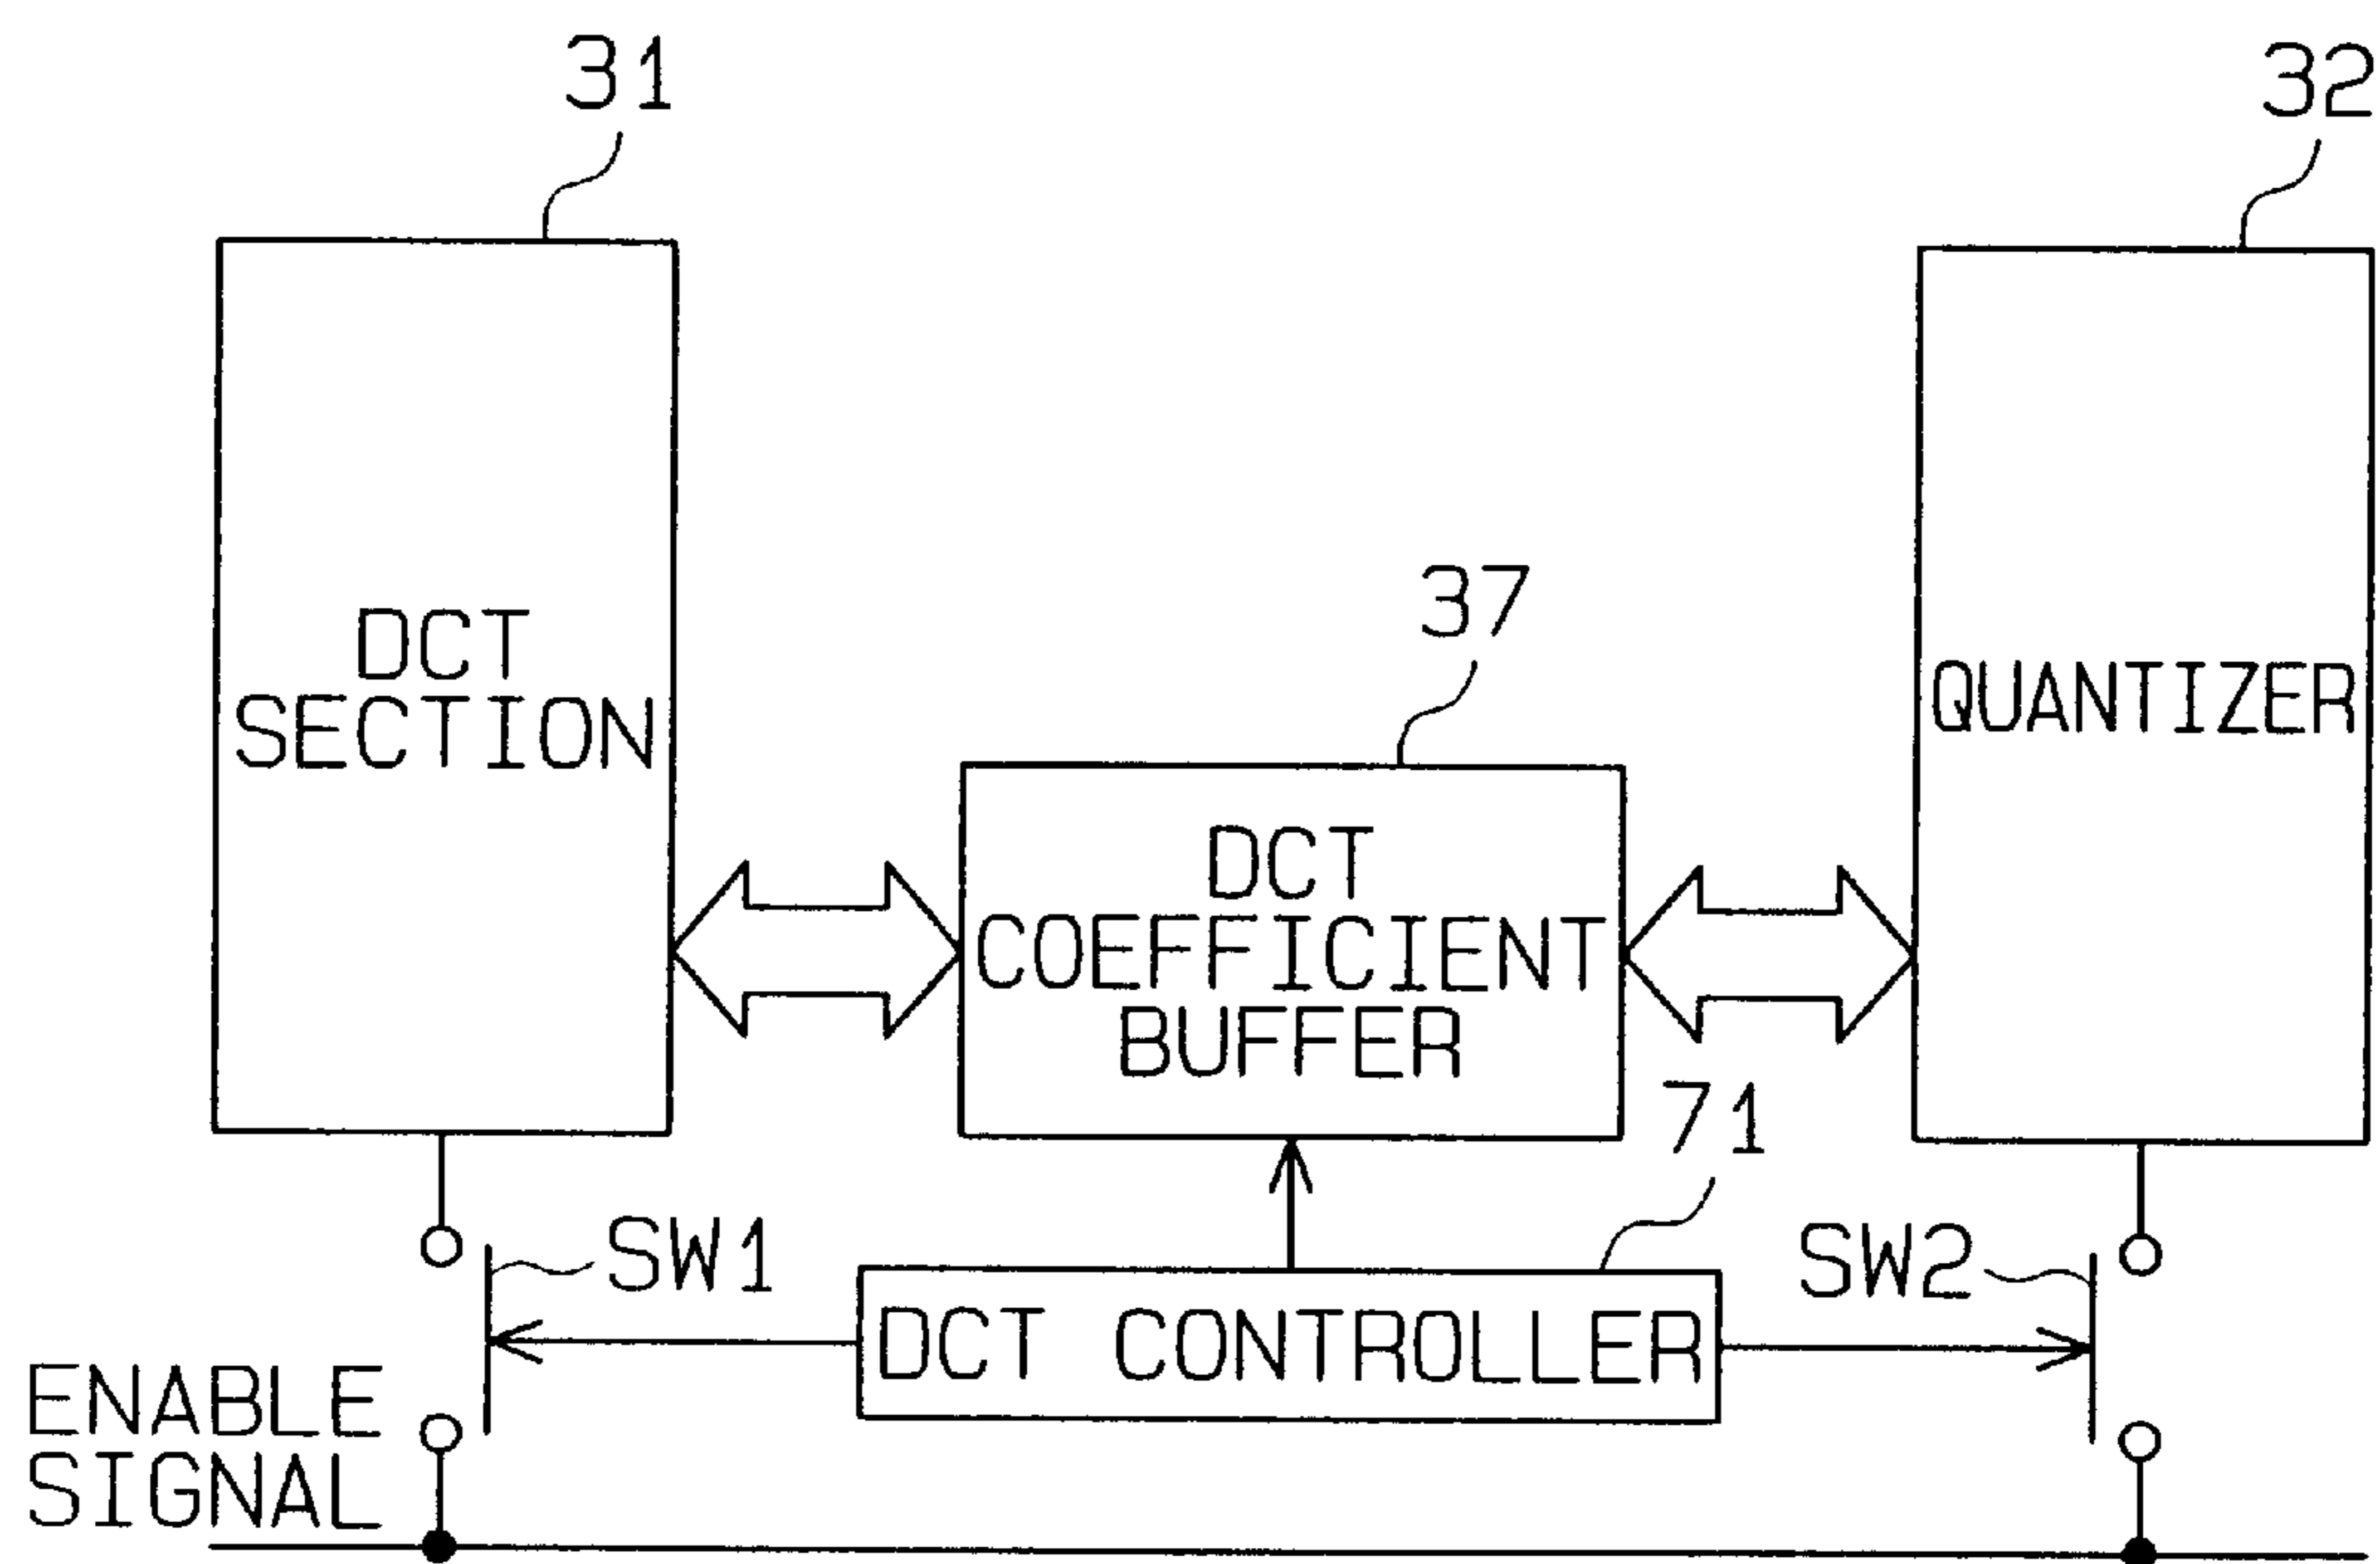 31
32
DCT
SECTION
37
QUANTIZER
DCT
COEFFICIENT
BUFFER
71
SW1
SW2
DCT CONTROLLER
ENABLE
SIGNAL